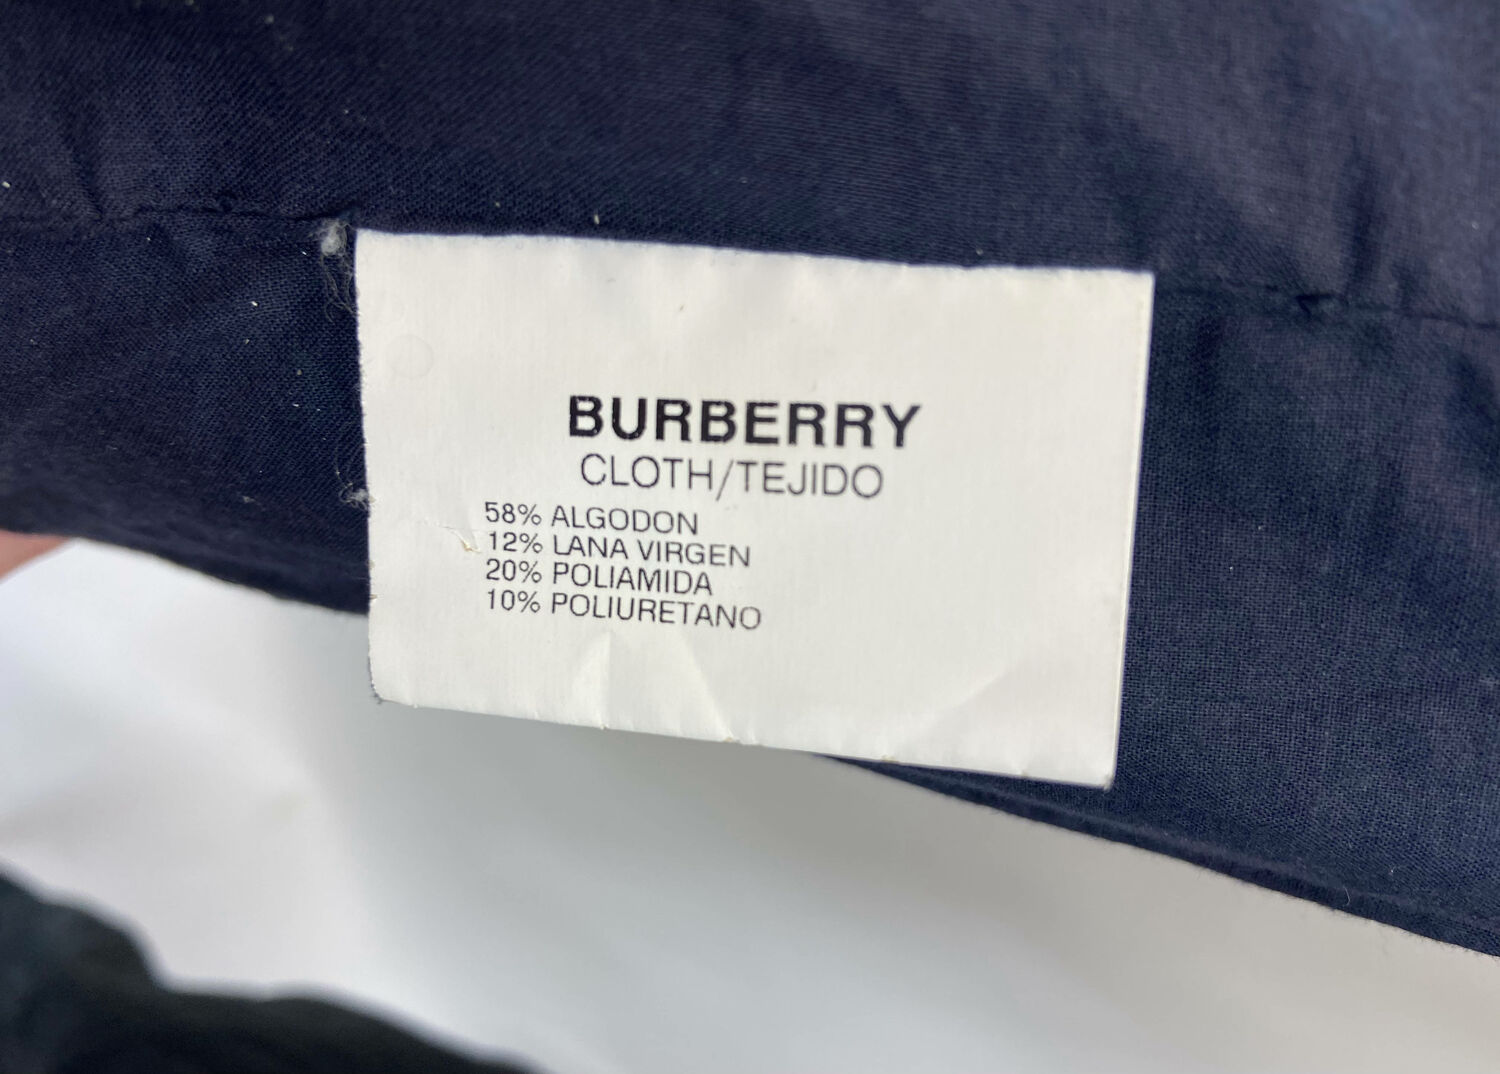 BURBERRY
CLOTH/TEJIDO
58% ALGODON
12% LANA VIRGEN
20% POLIAMIDA
10% POLIURETANO